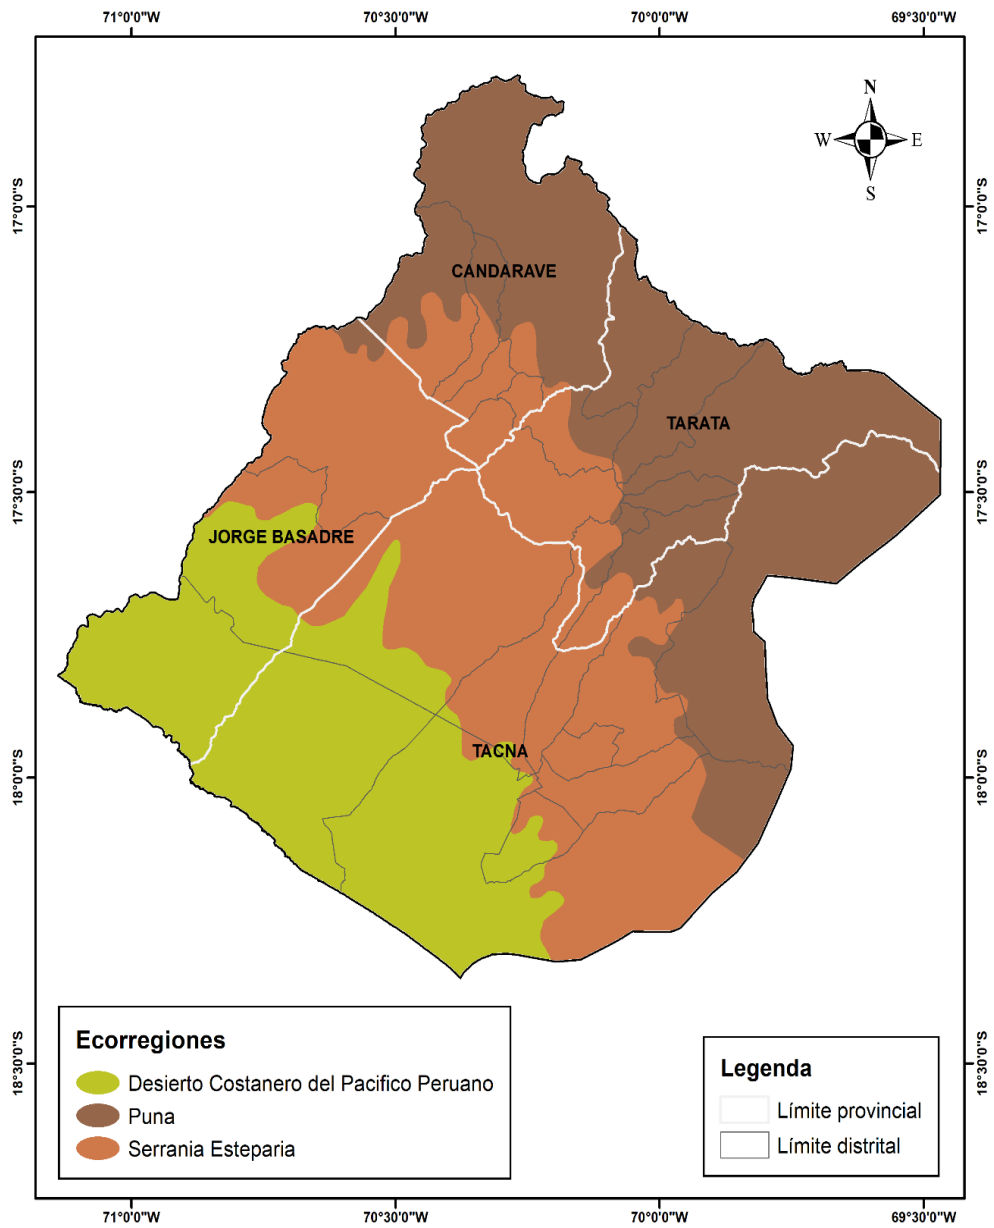 71°0'0"W 70°30'0"W 70°0'0"W 69°30'0"W
N
W E
S
17°0'0"S 17°0'0"S
CANDARAVE
TARATA
17°30'0"S 17°30'0"S
JORGE BASADRE
TACNA
18°0'0"S 18°0'0"S
18°30'0"S 18°30'0"S
Ecorregiones
Desierto Costanero del Pacifico Peruano
Puna
Serrania Esteparia
Legenda
Límite provincial
Límite distrital
71°0'0"W 70°30'0"W 70°0'0"W 69°30'0"W